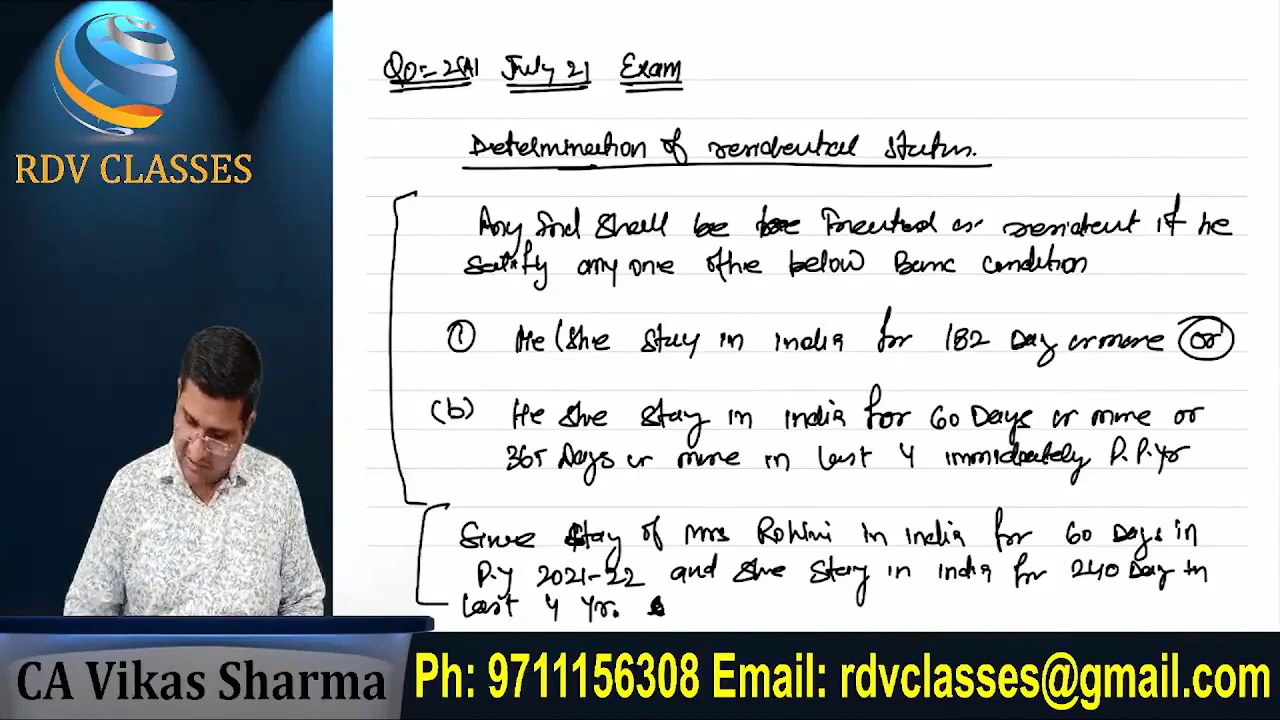 RDV CLASSES
July 21 Exam
Determination of residential status.
Any Ind shall be Treated as resident if he
satisfy any one of the below Basic condition
① He/she stay in india for 182 Day or more or
(b) He she stay in india for 60 Days or more or
365 Days or more in last 4 immidiately P.P.Yr
Since stay of mrs Rohini in india for 60 Days in
P.Y 2021-22 and she stay in india for 240 Day in
last 4 Yr.
CA Vikas Sharma
Ph: 9711156308 Email: rdvclasses@gmail.com